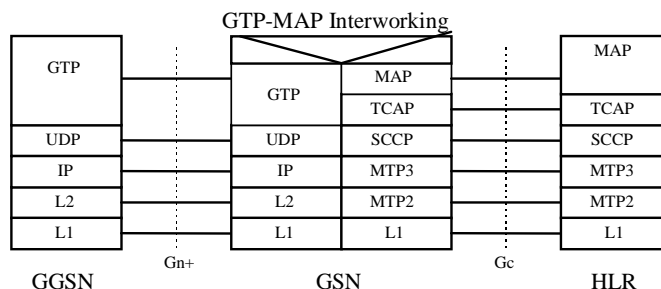 GTP-MAP Interworking
GTP
UDP
IP
L2
L1
GGSN
Gn+
GTP
UDP
IP
L2
L1
MAP
TCAP
SCCP
MTP3
MTP2
L1
GSN
Gc
MAP
TCAP
SCCP
MTP3
MTP2
L1
HLR